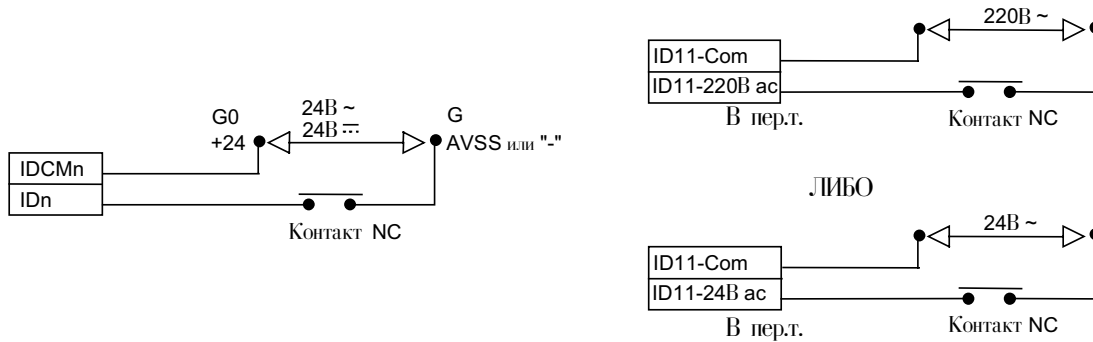 G0
+24
24В ~
24В ⎓
G
AVSS или "-"
IDCMn
IDn
Контакт NC
220В ~
ID11-Com
ID11-220В ac
В пер.т.
Контакт NC
ЛИБО
24В ~
ID11-Com
ID11-24В ac
В пер.т.
Контакт NC